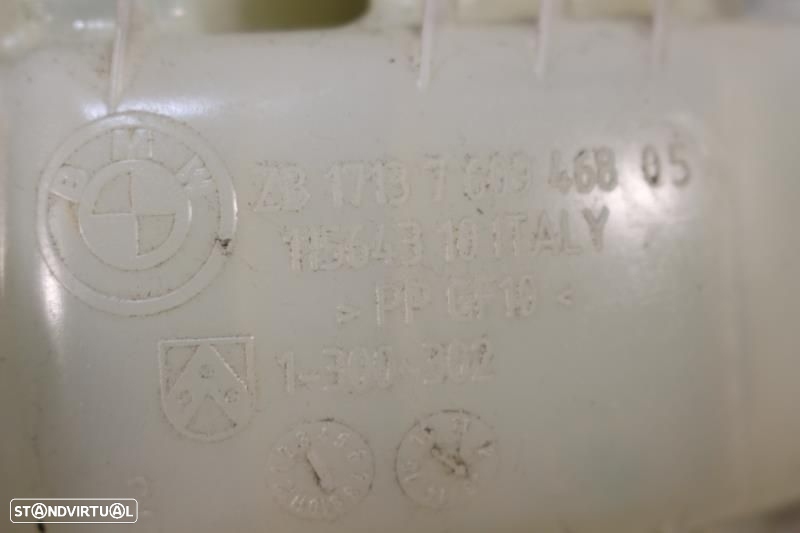 BMW
ZB 1713 7 609 468 05
115643 10 ITALY
> PP GF10 <
1-300-302
STANDVIRTUAL